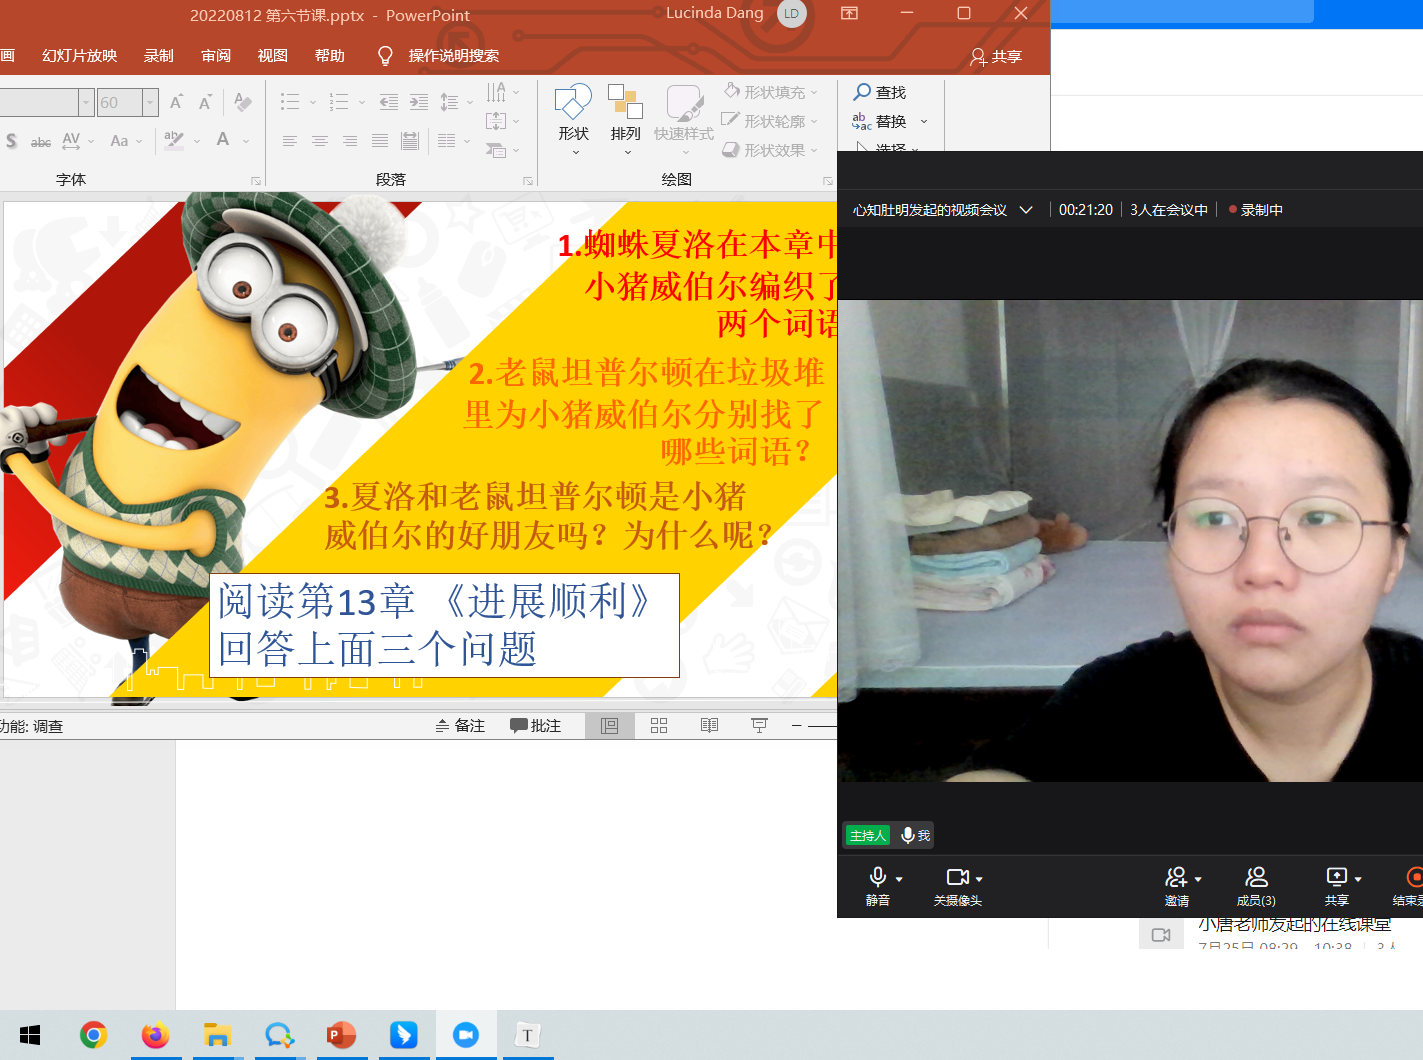 20220812 第六节课.pptx - PowerPoint
Lucinda Dang
LD
画
幻灯片放映
录制
审阅
视图
帮助
操作说明搜索
共享
60
A
A
A
S
abc
AV
Aa
ab
A
字体
段落
形状
排列
快速样式
形状填充
形状轮廓
形状效果
绘图
查找
替换
选择
1.蜘蛛夏洛在本章中
小猪威伯尔编织了
两个词语
2.老鼠坦普尔顿在垃圾堆
里为小猪威伯尔分别找了
哪些词语?
3.夏洛和老鼠坦普尔顿是小猪
威伯尔的好朋友吗? 为什么呢?
阅读第13章 《进展顺利》
回答上面三个问题
功能: 调查
备注
批注
心知肚明发起的视频会议
00:21:20
3人在会议中
录制中
主持人
我
静音
关摄像头
邀请
成员(3)
共享
结束录
小唐老师发起的在线课堂
7月25日 08:29 - 10:38
3人
P
T